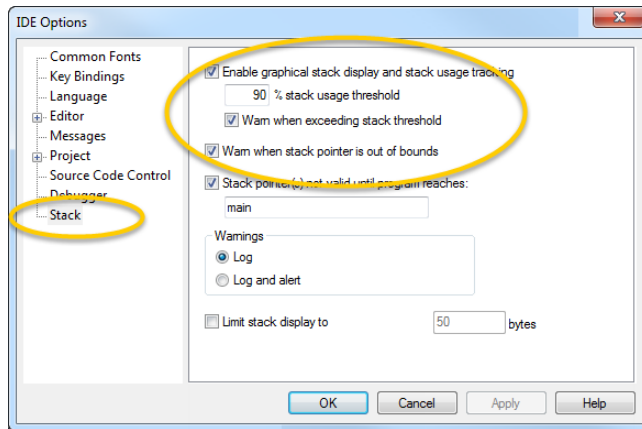 IDE Options
Common Fonts
Key Bindings
Language
Editor
Messages
Project
Source Code Control
Debugger
Stack
Enable graphical stack display and stack usage tracking
90 % stack usage threshold
Warn when exceeding stack threshold
Warn when stack pointer is out of bounds
Stack pointer(s) not valid until program reaches:
main
Warnings
Log
Log and alert
Limit stack display to 50 bytes
OK Cancel Apply Help